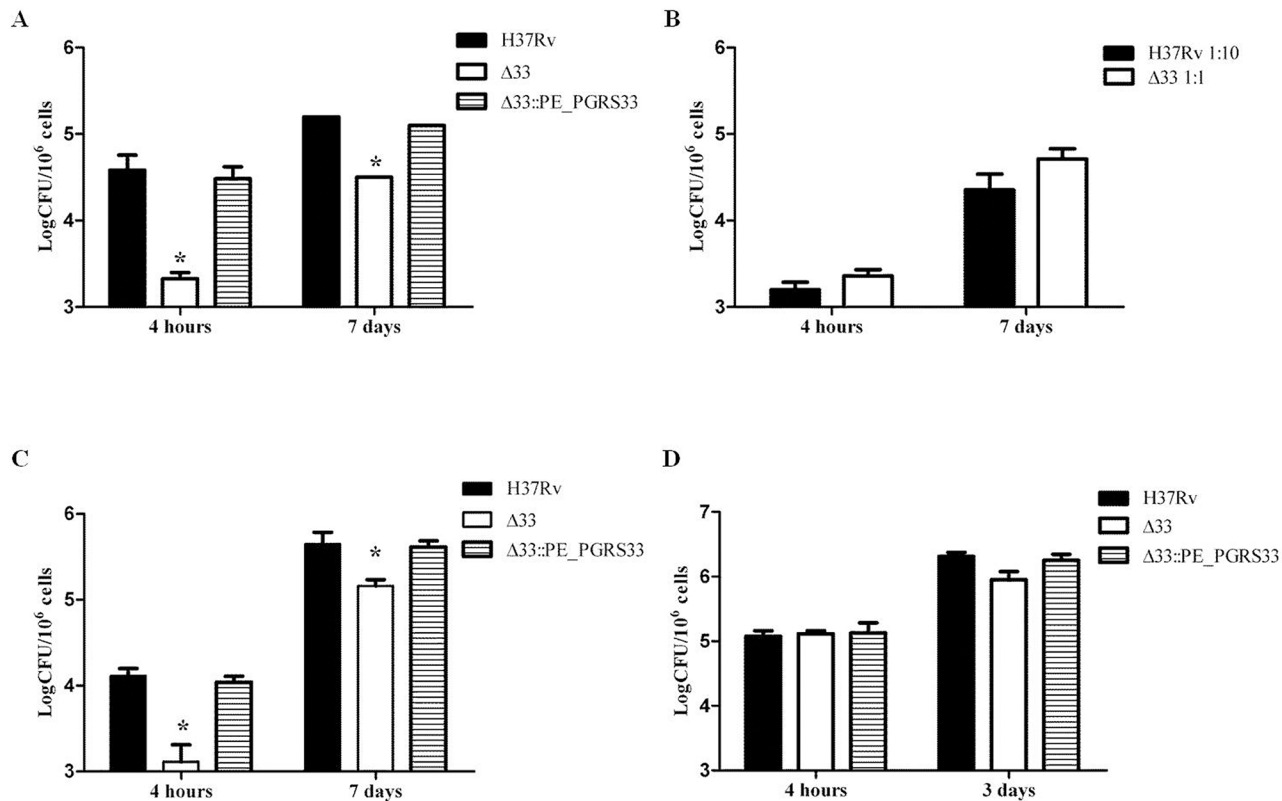 A
H37Rv
Δ33
Δ33::PE_PGRS33
LogCFU/10⁶ cells
6
5
4
3
*
*
4 hours
7 days
B
H37Rv 1:10
Δ33 1:1
LogCFU/10⁶ cells
6
5
4
3
4 hours
7 days
C
H37Rv
Δ33
Δ33::PE_PGRS33
LogCFU/10⁶ cells
6
5
4
3
*
*
4 hours
7 days
D
H37Rv
Δ33
Δ33::PE_PGRS33
LogCFU/10⁶ cells
7
6
5
4
3
4 hours
3 days